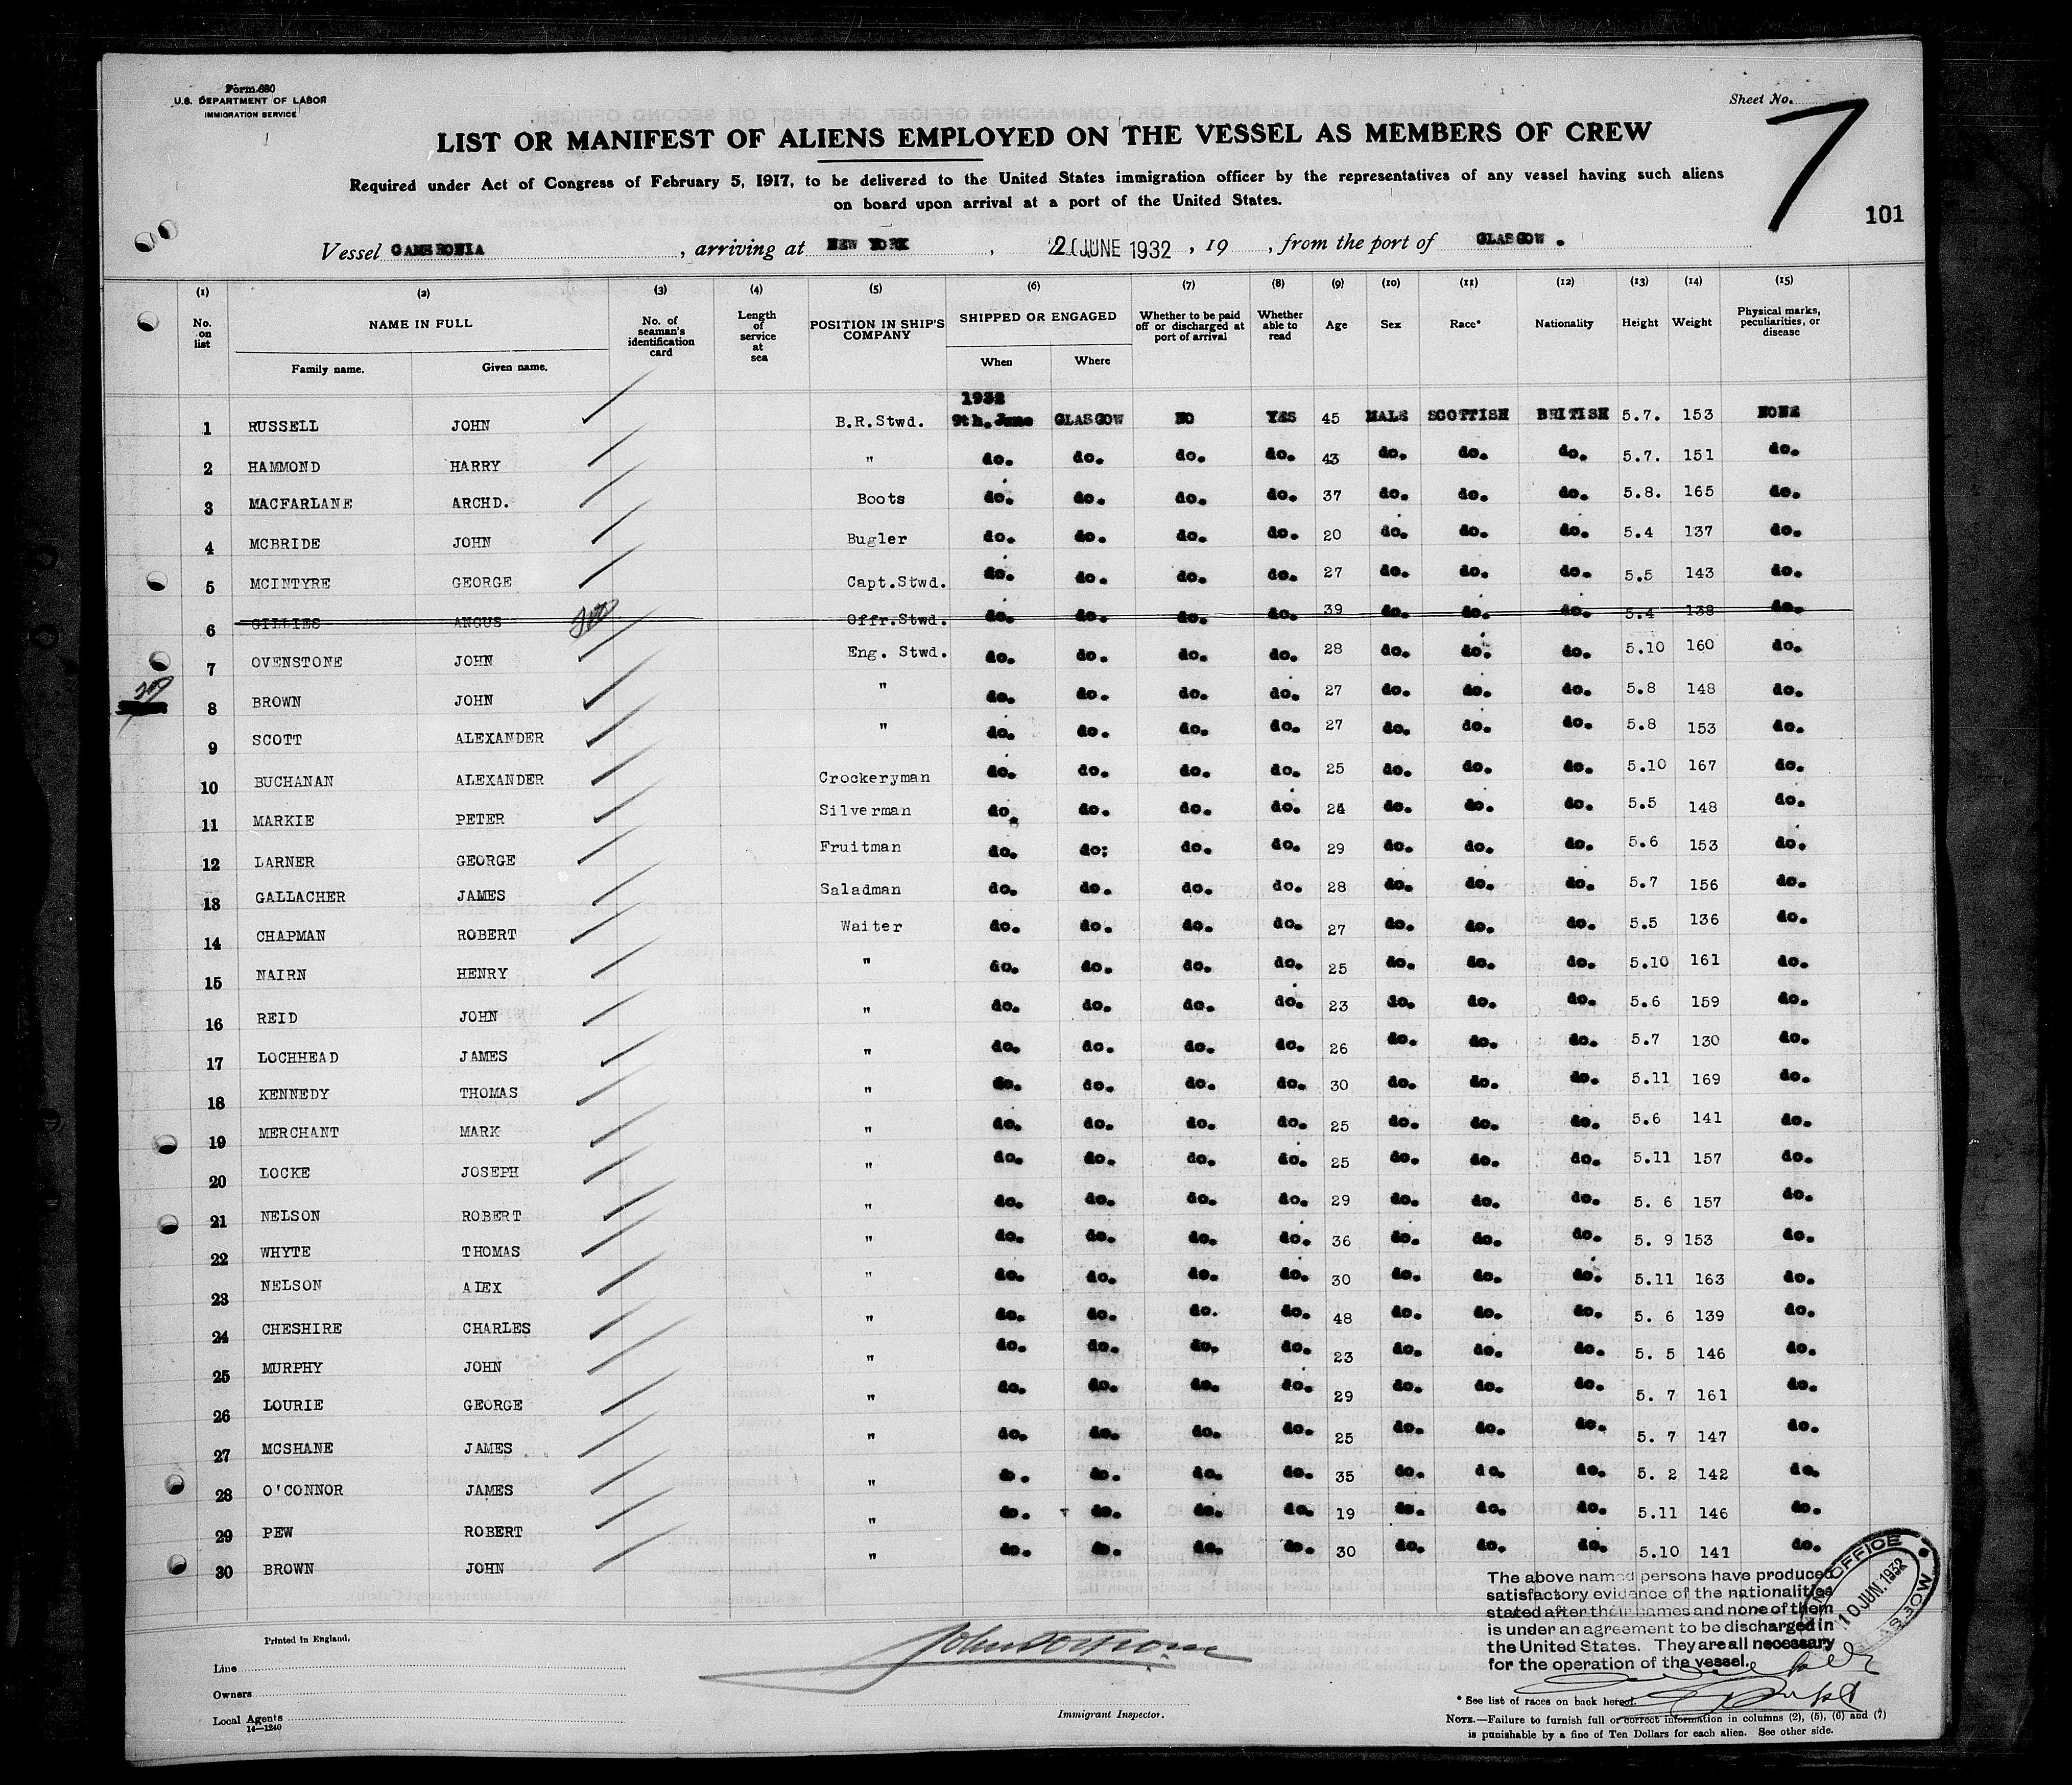 Form 680
U.S. DEPARTMENT OF LABOR
IMMIGRATION SERVICE
Sheet No. 7
LIST OR MANIFEST OF ALIENS EMPLOYED ON THE VESSEL AS MEMBERS OF CREW
Required under Act of Congress of February 5, 1917, to be delivered to the United States immigration officer by the representatives of any vessel having such aliens
on board upon arrival at a port of the United States.
101
Vessel CAMERONIA, arriving at NEW YORK, 20 JUNE 1932, 19 , from the port of GLASGOW.
(1) (2) (3) (4) (5) (6) (7) (8) (9) (10) (11) (12) (13) (14) (15)
No. on list NAME IN FULL No. of seaman's identification card Length of service at sea POSITION IN SHIP'S COMPANY SHIPPED OR ENGAGED Whether to be paid off or discharged at port of arrival Whether able to read Age Sex Race* Nationality Height Weight Physical marks, peculiarities, or disease
Family name. Given name. When Where
1932
1 RUSSELL JOHN B.R.Stwd. 9th.June GLASGOW NO YES 45 MALE SCOTTISH BRITISH 5.7. 153 NONE
2 HAMMOND HARRY " do. do. do. do. 43 do. do. do. 5.7. 151 do.
3 MACFARLANE ARCHD. Boots do. do. do. do. 37 do. do. do. 5.8. 165 do.
4 MCBRIDE JOHN Bugler do. do. do. do. 20 do. do. do. 5.4 137 do.
5 MCINTYRE GEORGE Capt.Stwd. do. do. do. do. 27 do. do. do. 5.5 143 do.
6 GILLIES ANGUS Offr.Stwd. do. do. do. do. 39 do. do. do. 5.4 138 do.
7 OVENSTONE JOHN Eng. Stwd. do. do. do. do. 28 do. do. do. 5.10 160 do.
8 BROWN JOHN " do. do. do. do. 27 do. do. do. 5.8 148 do.
9 SCOTT ALEXANDER " do. do. do. do. 27 do. do. do. 5.8 153 do.
10 BUCHANAN ALEXANDER Crockeryman do. do. do. do. 25 do. do. do. 5.10 167 do.
11 MARKIE PETER Silverman do. do. do. do. 24 do. do. do. 5.5 148 do.
12 LARNER GEORGE Fruitman do. do: do. do. 29 do. do. do. 5.6 153 do.
13 GALLACHER JAMES Saladman do. do. do. do. 28 do. do. do. 5.7 156 do.
14 CHAPMAN ROBERT Waiter do. do. do. do. 27 do. do. do. 5.5 136 do.
15 NAIRN HENRY " do. do. do. do. 25 do. do. do. 5.10 161 do.
16 REID JOHN " do. do. do. do. 23 do. do. do. 5.6 159 do.
17 LOCHHEAD JAMES " do. do. do. do. 26 do. do. do. 5.7 130 do.
18 KENNEDY THOMAS " do. do. do. do. 30 do. do. do. 5.11 169 do.
19 MERCHANT MARK " do. do. do. do. 25 do. do. do. 5.6 141 do.
20 LOCKE JOSEPH " do. do. do. do. 25 do. do. do. 5.11 157 do.
21 NELSON ROBERT " do. do. do. do. 29 do. do. do. 5. 6 157 do.
22 WHYTE THOMAS " do. do. do. do. 36 do. do. do. 5. 9 153 do.
23 NELSON ALEX " do. do. do. do. 30 do. do. do. 5.11 163 do.
24 CHESHIRE CHARLES " do. do. do. do. 48 do. do. do. 5. 6 139 do.
25 MURPHY JOHN " do. do. do. do. 23 do. do. do. 5. 5 146 do.
26 LOURIE GEORGE " do. do. do. do. 29 do. do. do. 5. 7 161 do.
27 MCSHANE JAMES " do. do. do. do. 25 do. do. do. 5. 7 147 do.
28 O'CONNOR JAMES " do. do. do. do. 35 do. do. do. 5. 2 142 do.
29 PEW ROBERT " do. do. do. do. 19 do. do. do. 5.11 146 do.
30 BROWN JOHN " do. do. do. do. 30 do. do. do. 5.10 141 do.
The above named persons have produced
satisfactory evidence of the nationalities
stated after their names and none of them
is under an agreement to be discharged in
the United States. They are all necessary
for the operation of the vessel.
OFFICE
10 JUN. 1932
Printed in England.
Line
Owners
Local Agents
14—1240
Immigrant Inspector.
* See list of races on back hereof.
NOTE.—Failure to furnish full or correct information in columns (2), (5), (6) and (7)
is punishable by a fine of Ten Dollars for each alien. See other side.